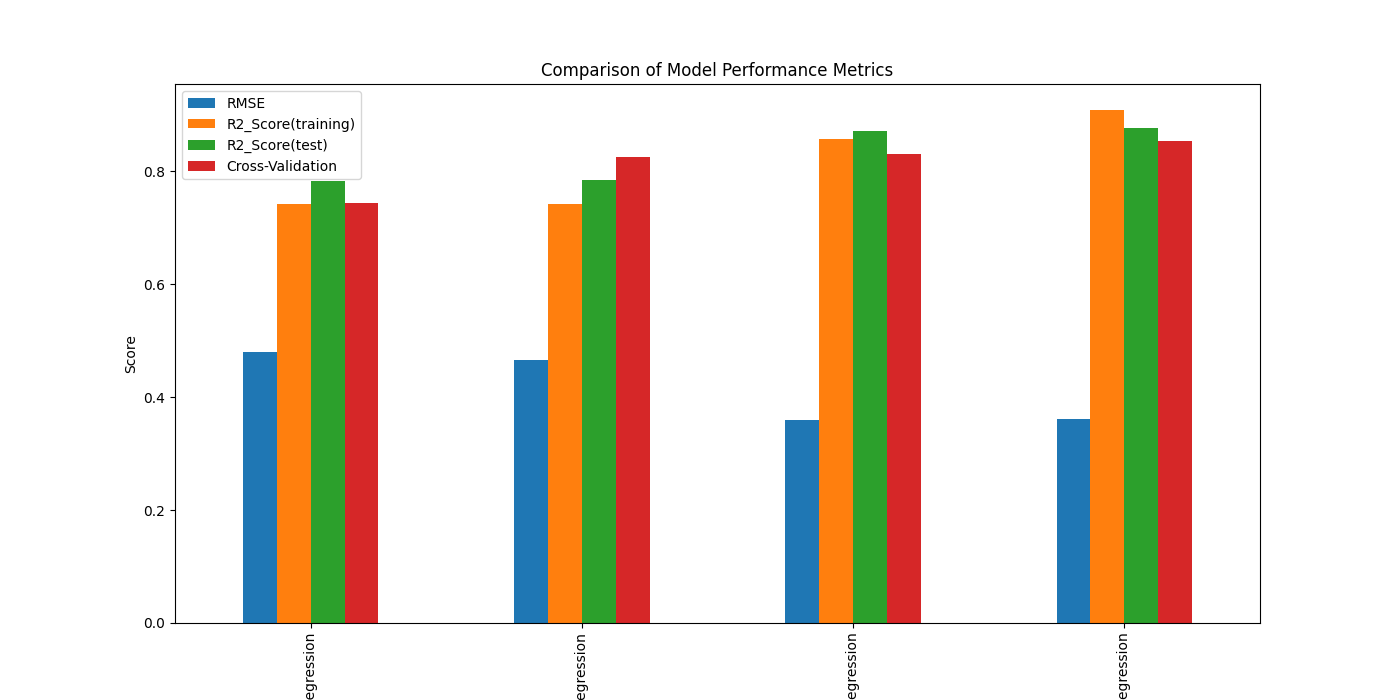 Comparison of Model Performance Metrics
RMSE
R2_Score(training)
R2_Score(test)
Cross-Validation
Score
0.8
0.6
0.4
0.2
0.0
egression
egression
egression
egression